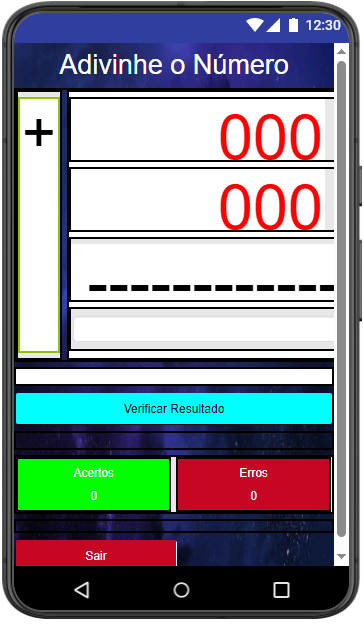 12:30
Adivinhe o Número
+
000
000
-------------
Verificar Resultado
Acertos
Erros
0
0
Sair